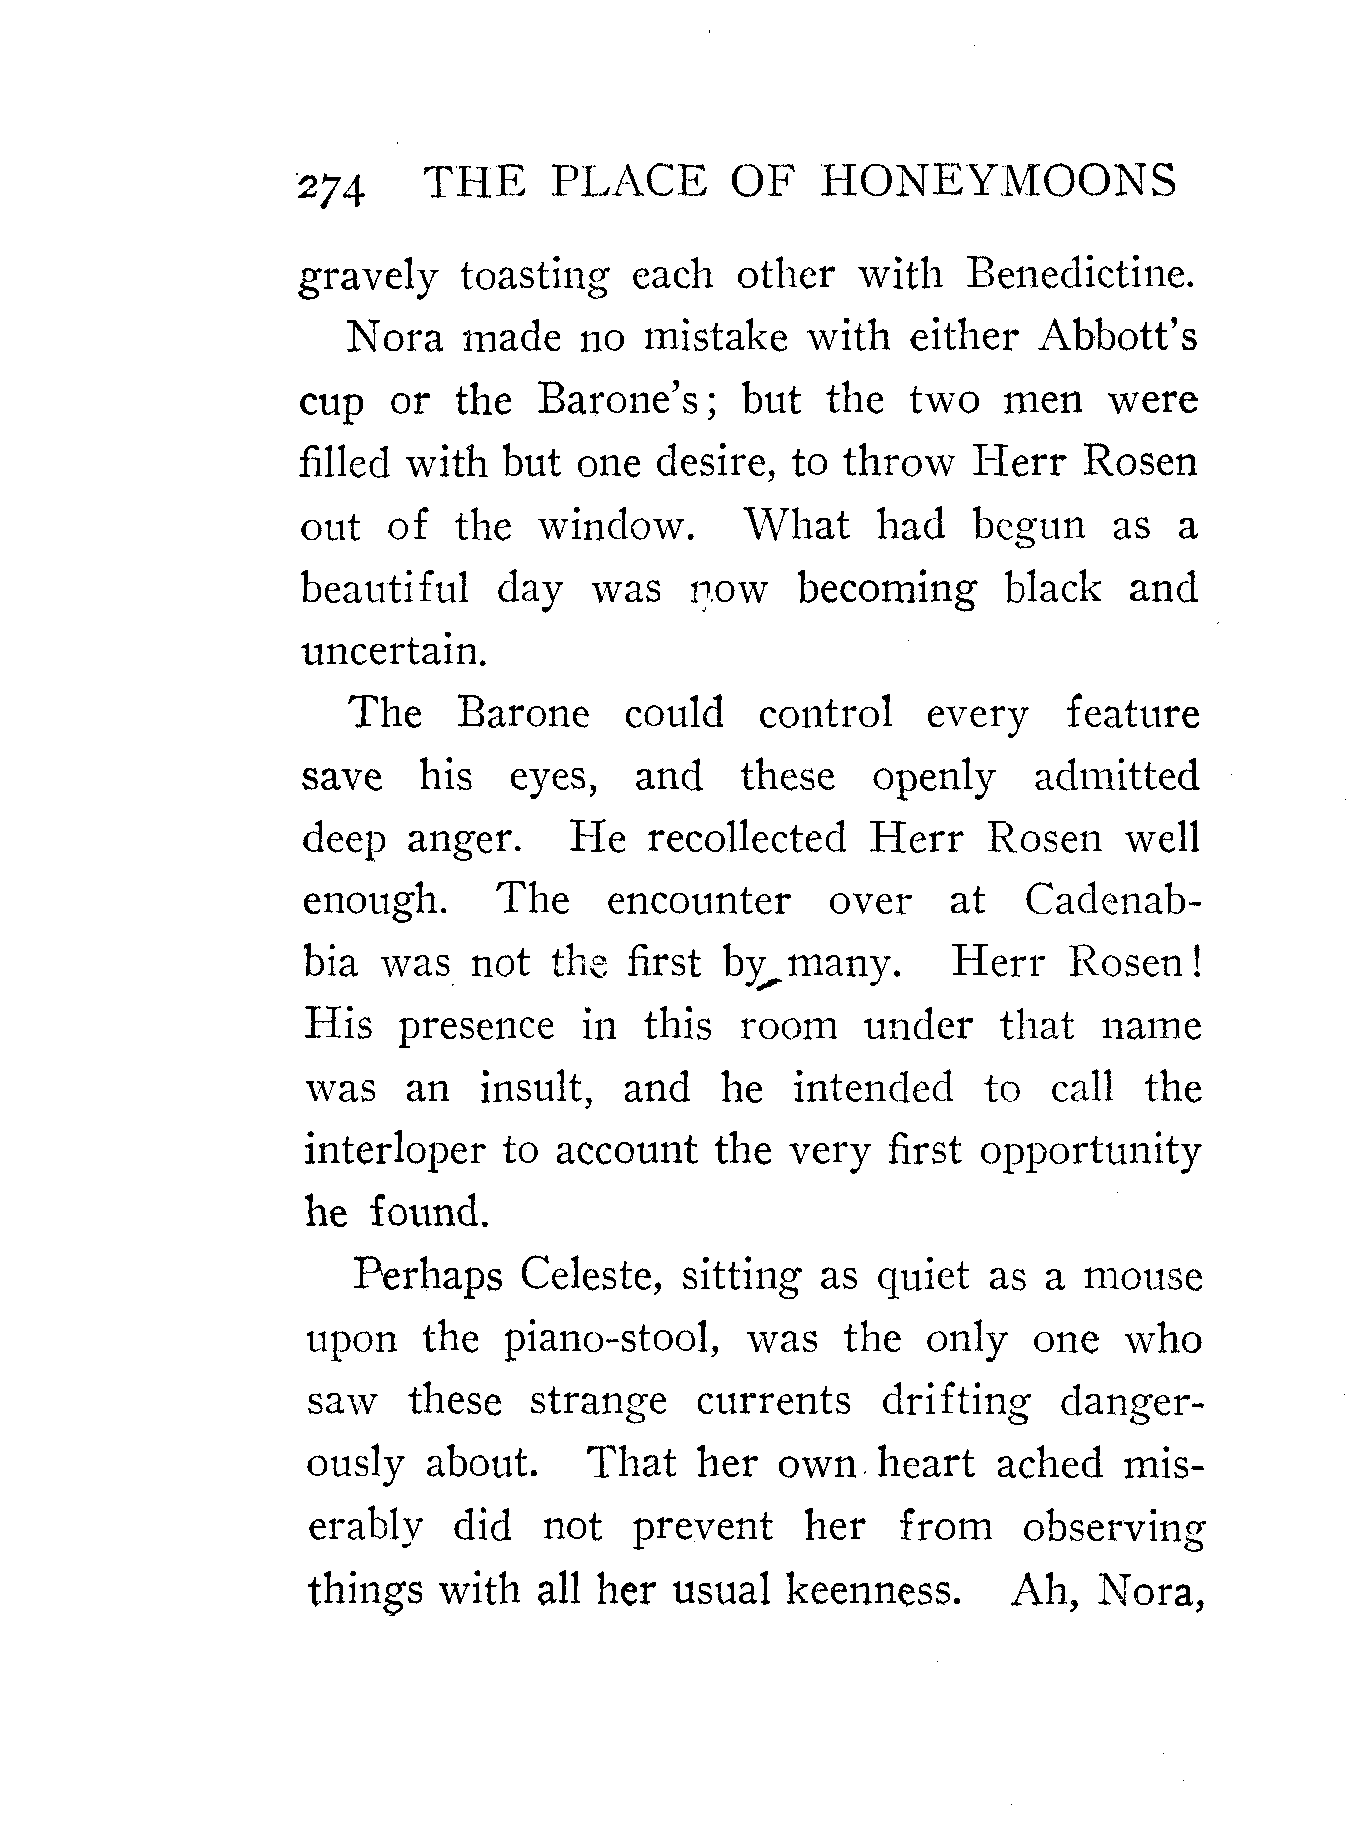 274 THE PLACE OF HONEYMOONS
gravely toasting each other with Benedictine.
Nora made no mistake with either Abbott's
cup or the Barone's; but the two men were
filled with but one desire, to throw Herr Rosen
out of the window. What had begun as a
beautiful day was now becoming black and
uncertain.
The Barone could control every feature
save his eyes, and these openly admitted
deep anger. He recollected Herr Rosen well
enough. The encounter over at Cadenab-
bia was not the first by many. Herr Rosen!
His presence in this room under that name
was an insult, and he intended to call the
interloper to account the very first opportunity
he found.
Perhaps Celeste, sitting as quiet as a mouse
upon the piano-stool, was the only one who
saw these strange currents drifting danger-
ously about. That her own heart ached mis-
erably did not prevent her from observing
things with all her usual keenness. Ah, Nora,